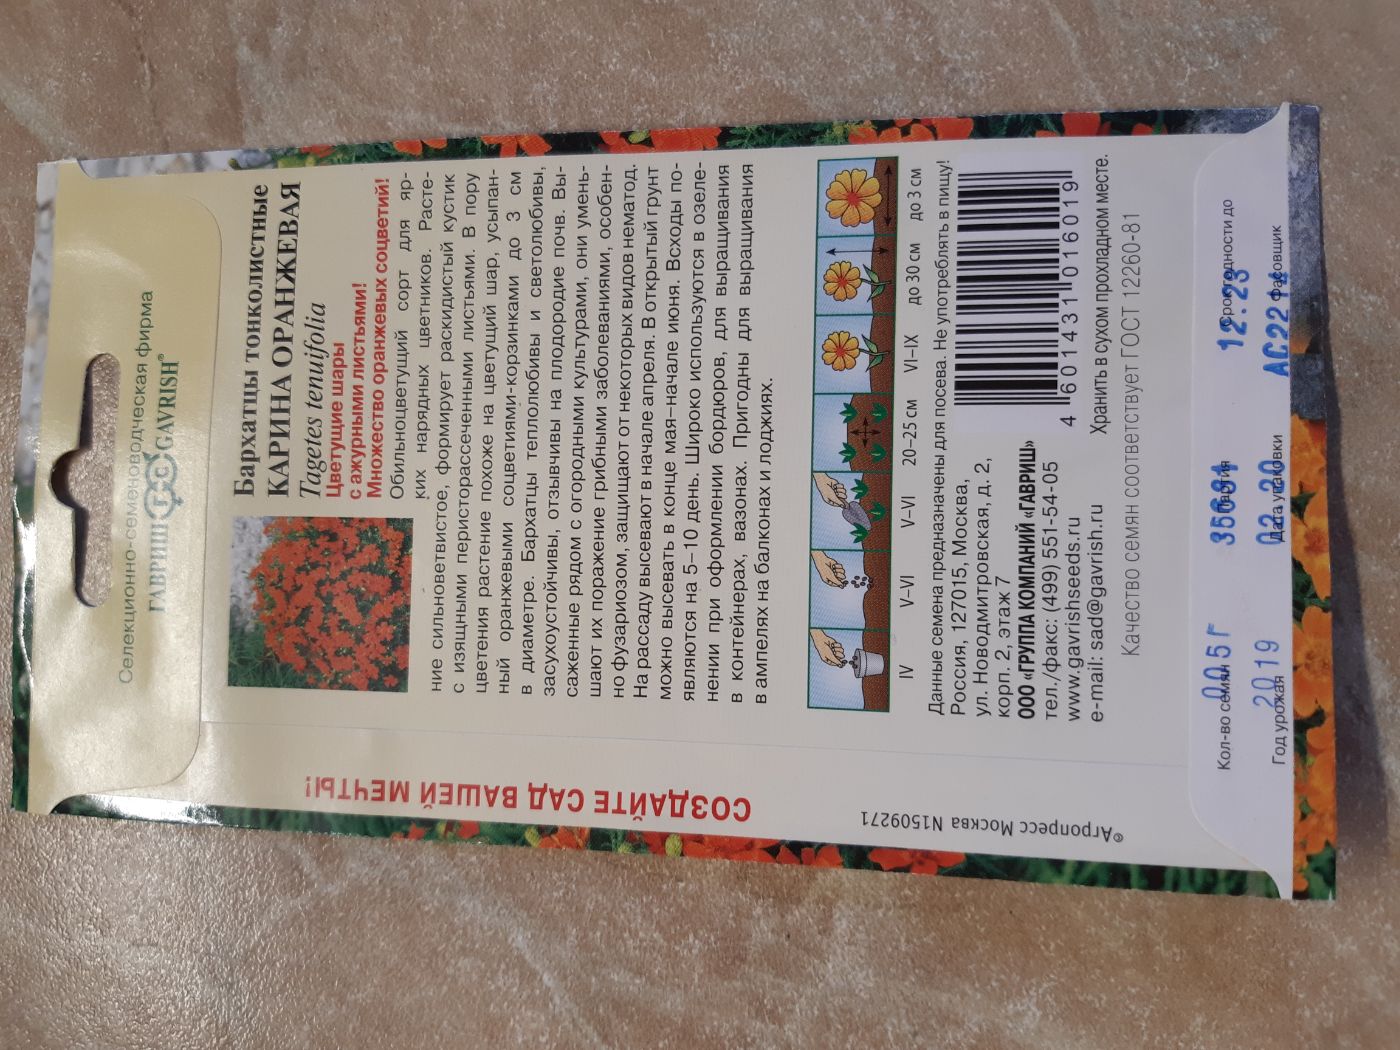 Селекционно-семеноводческая фирма
ГАВРИШ GAVRISH®
Бархатцы тонколистные
КАРИНА ОРАНЖЕВАЯ
Tagetes tenuifolia
Цветущие шары
с ажурными листьями!
Множество оранжевых соцветий!
Обильноцветущий сорт для яр-
ких нарядных цветников. Расте-
ние сильноветвистое, формирует раскидистый кустик
с изящными перисторассеченными листьями. В пору
цветения растение похоже на цветущий шар, усыпан-
ный оранжевыми соцветиями-корзинками до 3 см
в диаметре. Бархатцы теплолюбивы и светолюбивы,
засухоустойчивы, отзывчивы на плодородие почв. Вы-
саженные рядом с огородными культурами, они умень-
шают их поражение грибными заболеваниями, особен-
но фузариозом, защищают от некоторых видов нематод.
На рассаду высевают в начале апреля. В открытый грунт
можно высевать в конце мая–начале июня. Всходы по-
являются на 5–10 день. Широко используются в озеле-
нении при оформлении бордюров, для выращивания
в контейнерах, вазонах. Пригодны для выращивания
в ампелях на балконах и лоджиях.
IV V–VI V–VI 20–25 см VI–IX до 30 см до 3 см
Данные семена предназначены для посева. Не употреблять в пищу!
Россия, 127015, Москва,
ул. Новодмитровская, д. 2,
корп. 2, этаж 7
ООО «ГРУППА КОМПАНИЙ «ГАВРИШ»
тел./факс: (499) 551-54-05
www.gavrishseeds.ru
e-mail: sad@gavrish.ru
4 601431 016019
Хранить в сухом прохладном месте.
Качество семян соответствует ГОСТ 12260-81
Кол-во семян 0.05 Г Партия 35681 Срок годности до 12.23
Год урожая 2019 Дата упаковки 02.20 Фасовщик АС2214
СОЗДАЙТЕ САД ВАШЕЙ МЕЧТЫ!
©Агропресс Москва N1509271